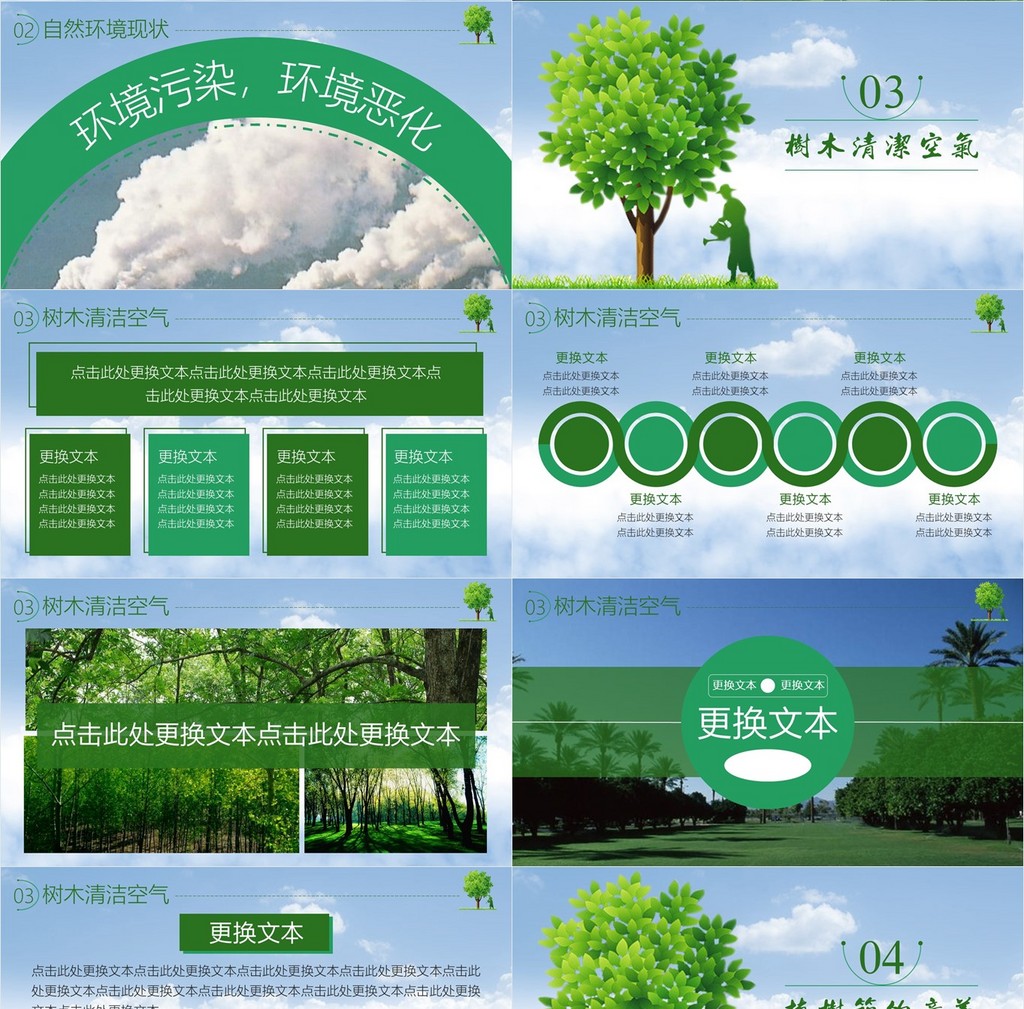 02 自然环境现状
环境污染，环境恶化
03
樹木清潔空氣
03 树木清洁空气
点击此处更换文本点击此处更换文本点击此处更换文本点
击此处更换文本点击此处更换文本
更换文本
点击此处更换文本
点击此处更换文本
点击此处更换文本
点击此处更换文本
更换文本
点击此处更换文本
点击此处更换文本
点击此处更换文本
点击此处更换文本
更换文本
点击此处更换文本
点击此处更换文本
点击此处更换文本
点击此处更换文本
更换文本
点击此处更换文本
点击此处更换文本
点击此处更换文本
点击此处更换文本
03 树木清洁空气
更换文本
点击此处更换文本
点击此处更换文本
更换文本
点击此处更换文本
点击此处更换文本
更换文本
点击此处更换文本
点击此处更换文本
更换文本
点击此处更换文本
点击此处更换文本
更换文本
点击此处更换文本
点击此处更换文本
更换文本
点击此处更换文本
点击此处更换文本
03 树木清洁空气
点击此处更换文本点击此处更换文本
03 树木清洁空气
更换文本 更换文本
更换文本
03 树木清洁空气
更换文本
点击此处更换文本点击此处更换文本点击此处更换文本点击此处更换文本点击此
处更换文本点击此处更换文本点击此处更换文本点击此处更换文本点击此处更换
04